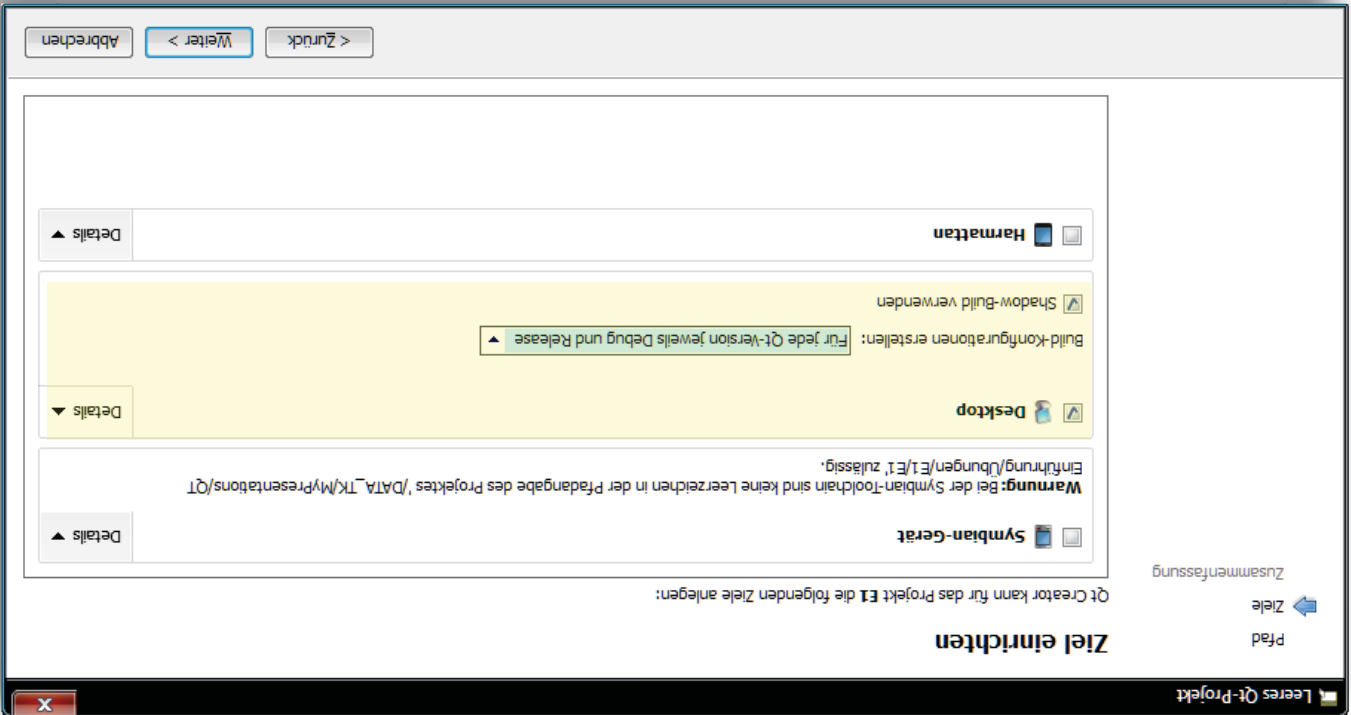 Leeres Qt-Projekt
Pfad
Ziele
Zusammenfassung
Ziel einrichten
Qt Creator kann für das Projekt E1 die folgenden Ziele anlegen:
Symbian-Gerät
Details
Warnung: Bei der Symbian-Toolchain sind keine Leerzeichen in der Pfadangabe des Projektes '/DATA_TK/MyPresentations/QT
Einführung/Übungen/E1/E1' zulässig.
Desktop
Details
Build-Konfigurationen erstellen: Für jede Qt-Version jeweils Debug und Release
Shadow-Build verwenden
Harmattan
Details
< Zurück
Weiter >
Abbrechen